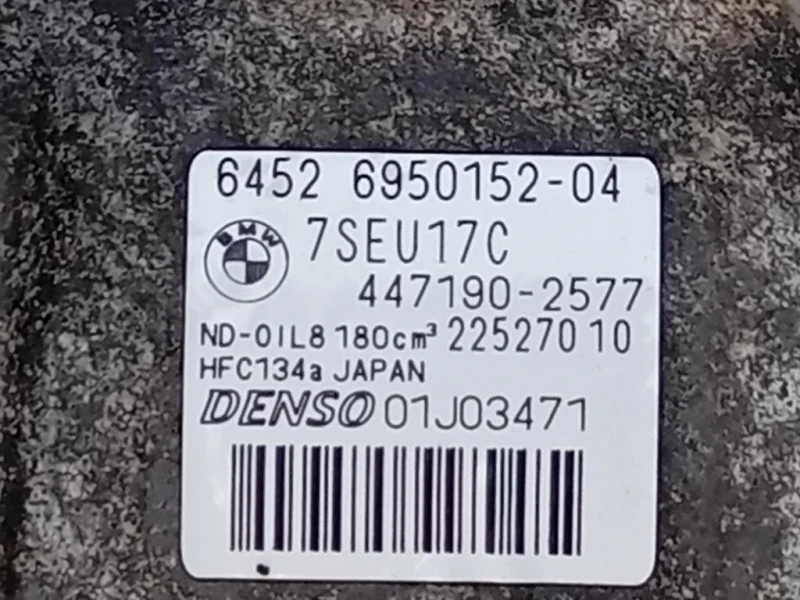 6452 6950152-04
BMW
7SEU17C
447190-2577
ND-OIL8 180cm³ 22527010
HFC134a JAPAN
DENSO 01J03471